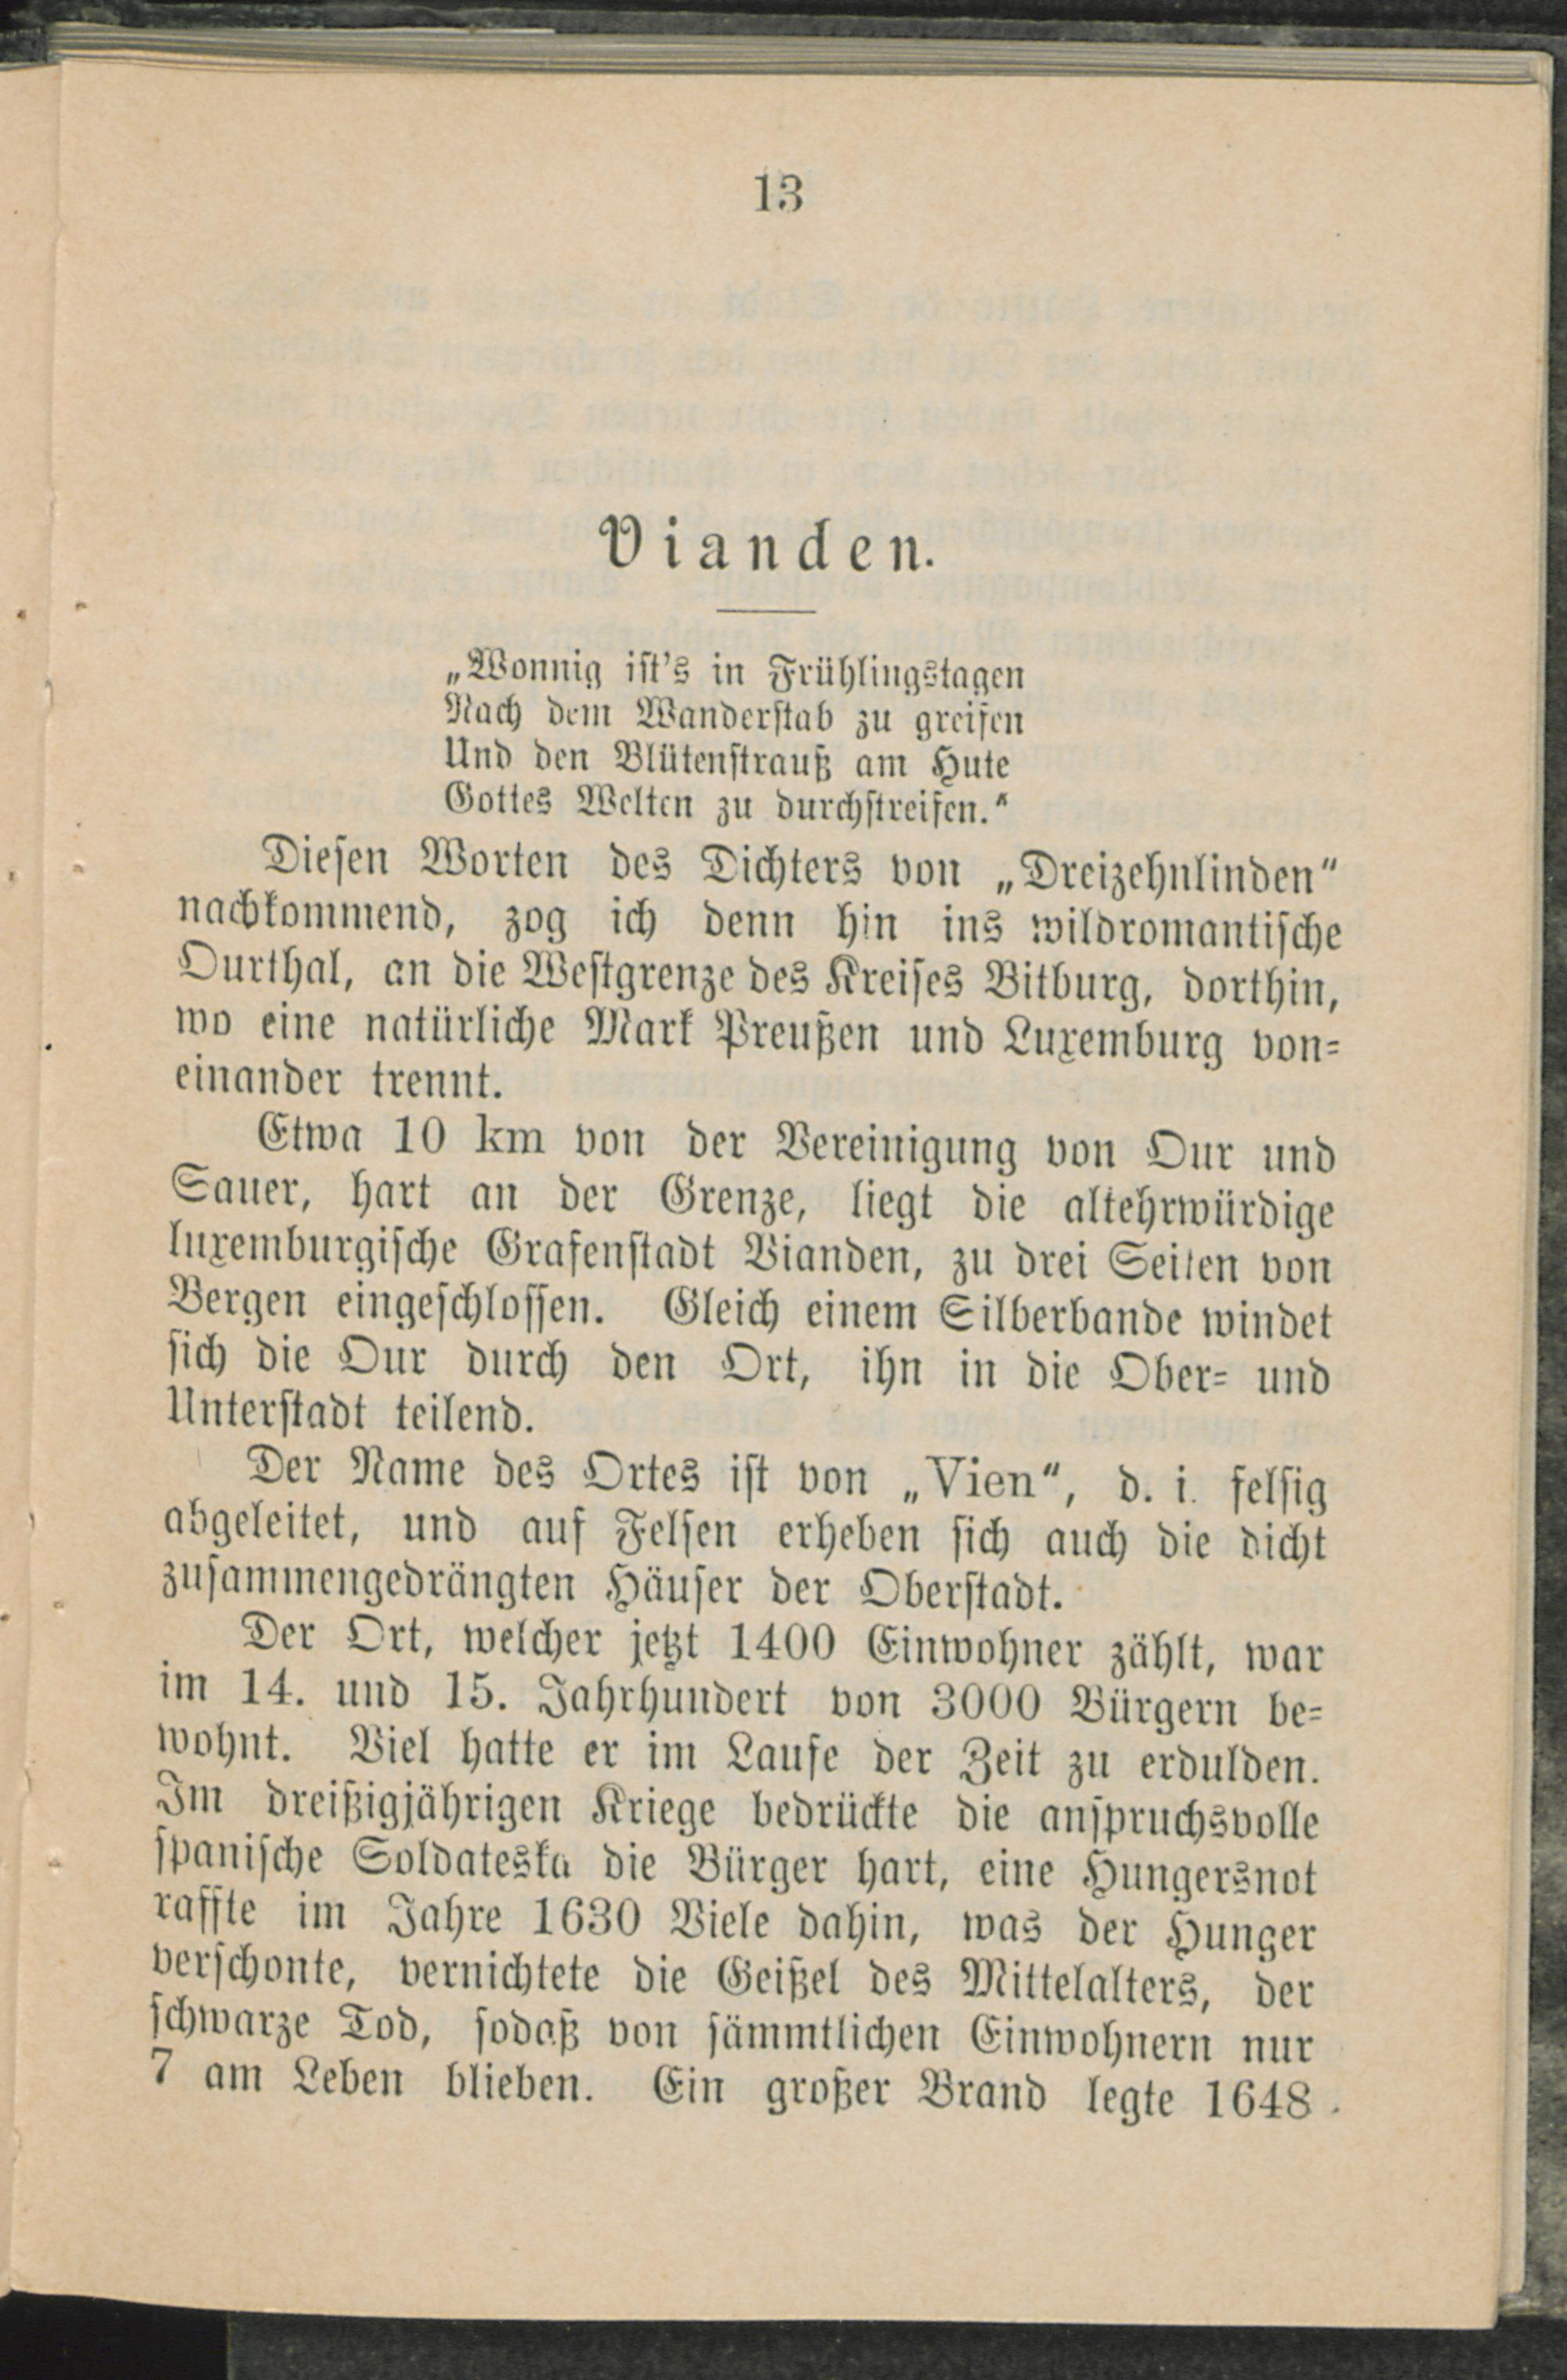 13
Vianden.
„Wonnig ist's in Frühlingstagen
Nach dem Wanderstab zu greifen
Und den Blütenstrauß am Hute
Gottes Welten zu durchstreifen.“
Diesen Worten des Dichters von „Dreizehnlinden“
nachkommend, zog ich denn hin ins wildromantische
Ourthal, an die Westgrenze des Kreises Bitburg, dorthin,
wo eine natürliche Mark Preußen und Luxemburg von-
einander trennt.
Etwa 10 km von der Vereinigung von Our und
Sauer, hart an der Grenze, liegt die altehrwürdige
luxemburgische Grafenstadt Vianden, zu drei Seiten von
Bergen eingeschlossen. Gleich einem Silberbande windet
sich die Our durch den Ort, ihn in die Ober- und
Unterstadt teilend.
Der Name des Ortes ist von „Vien“, d. i. felsig
abgeleitet, und auf Felsen erheben sich auch die dicht
zusammengedrängten Häuser der Oberstadt.
Der Ort, welcher jetzt 1400 Einwohner zählt, war
im 14. und 15. Jahrhundert von 3000 Bürgern be-
wohnt. Viel hatte er im Laufe der Zeit zu erdulden.
Im dreißigjährigen Kriege bedrückte die anspruchsvolle
spanische Soldateska die Bürger hart, eine Hungersnot
raffte im Jahre 1630 Viele dahin, was der Hunger
verschonte, vernichtete die Geißel des Mittelalters, der
schwarze Tod, sodaß von sämmtlichen Einwohnern nur
7 am Leben blieben. Ein großer Brand legte 1648